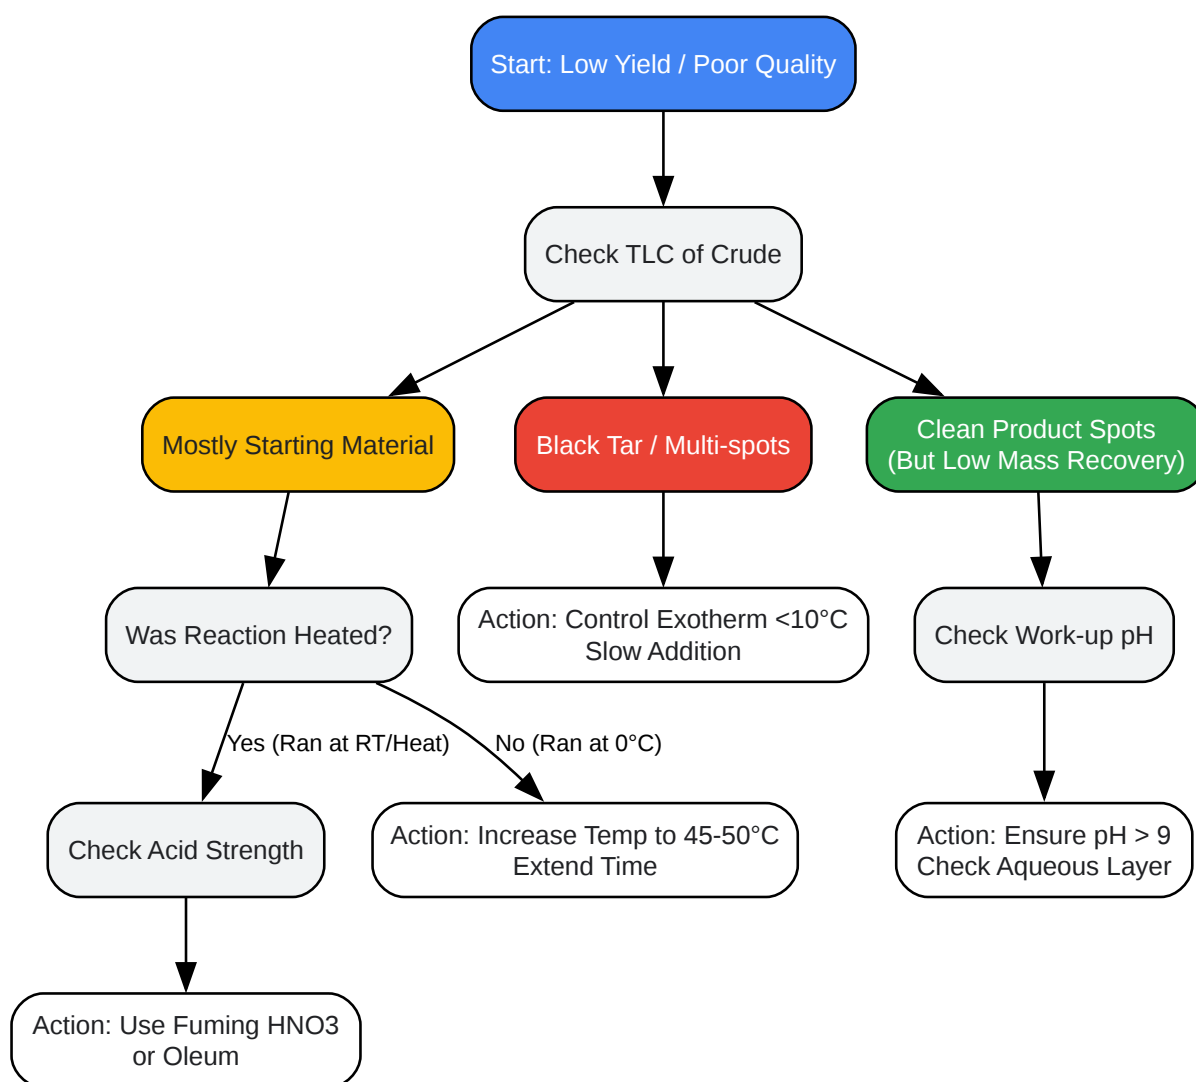 Start: Low Yield / Poor Quality
Check TLC of Crude
Mostly Starting Material
Black Tar / Multi-spots
Clean Product Spots
(But Low Mass Recovery)
Was Reaction Heated?
Action: Control Exotherm <10°C
Slow Addition
Check Work-up pH
Yes (Ran at RT/Heat)
No (Ran at 0°C)
Check Acid Strength
Action: Increase Temp to 45-50°C
Extend Time
Action: Ensure pH > 9
Check Aqueous Layer
Action: Use Fuming HNO3
or Oleum